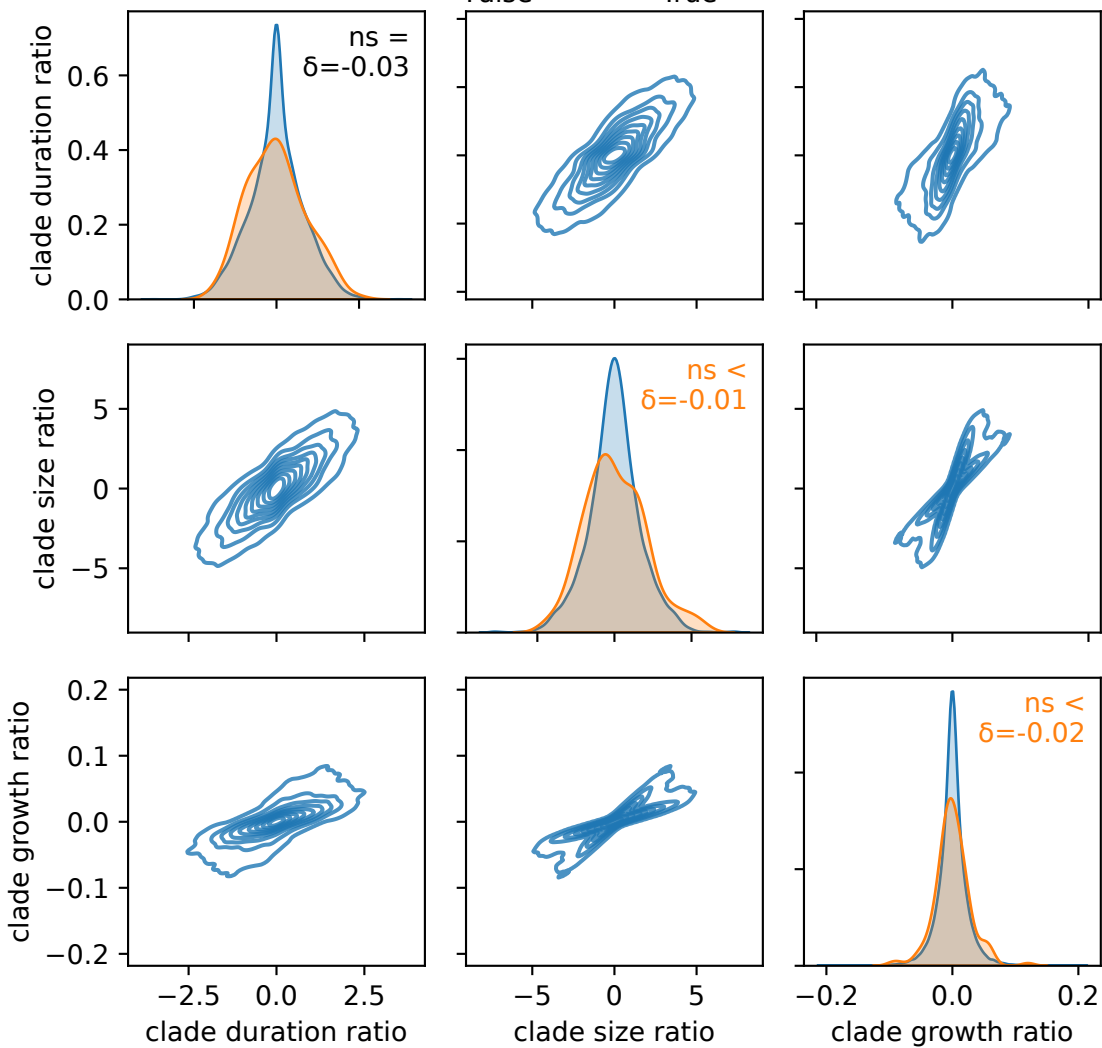 clade duration ratio
0.6
0.4
0.2
0.0
ns =
δ=-0.03
clade size ratio
5
0
−5
ns <
δ=-0.01
clade growth ratio
0.2
0.1
0.0
−0.1
−0.2
ns <
δ=-0.02
−2.5 0.0 2.5
−5 0 5
−0.2 0.0 0.2
clade duration ratio
clade size ratio
clade growth ratio